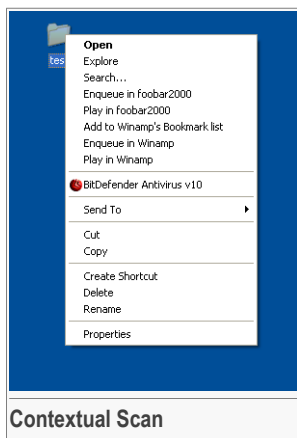 tes
Open
Explore
Search...
Enqueue in foobar2000
Play in foobar2000
Add to Winamp's Bookmark list
Enqueue in Winamp
Play in Winamp
BitDefender Antivirus v10
Send To
Cut
Copy
Create Shortcut
Delete
Rename
Properties
Contextual Scan